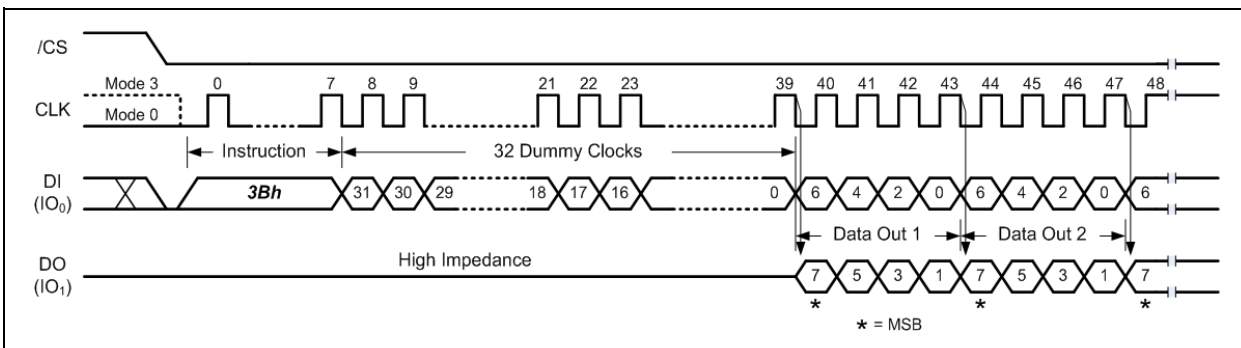 /CS
Mode 3 0 7 8 9 21 22 23 39 40 41 42 43 44 45 46 47 48
CLK
Mode 0
Instruction 32 Dummy Clocks
DI
(IO₀)
3Bh 31 30 29 18 17 16 0 6 4 2 0 6 4 2 0 6
Data Out 1 Data Out 2
DO
(IO₁)
High Impedance
7 5 3 1 7 5 3 1 7
* * *
* = MSB